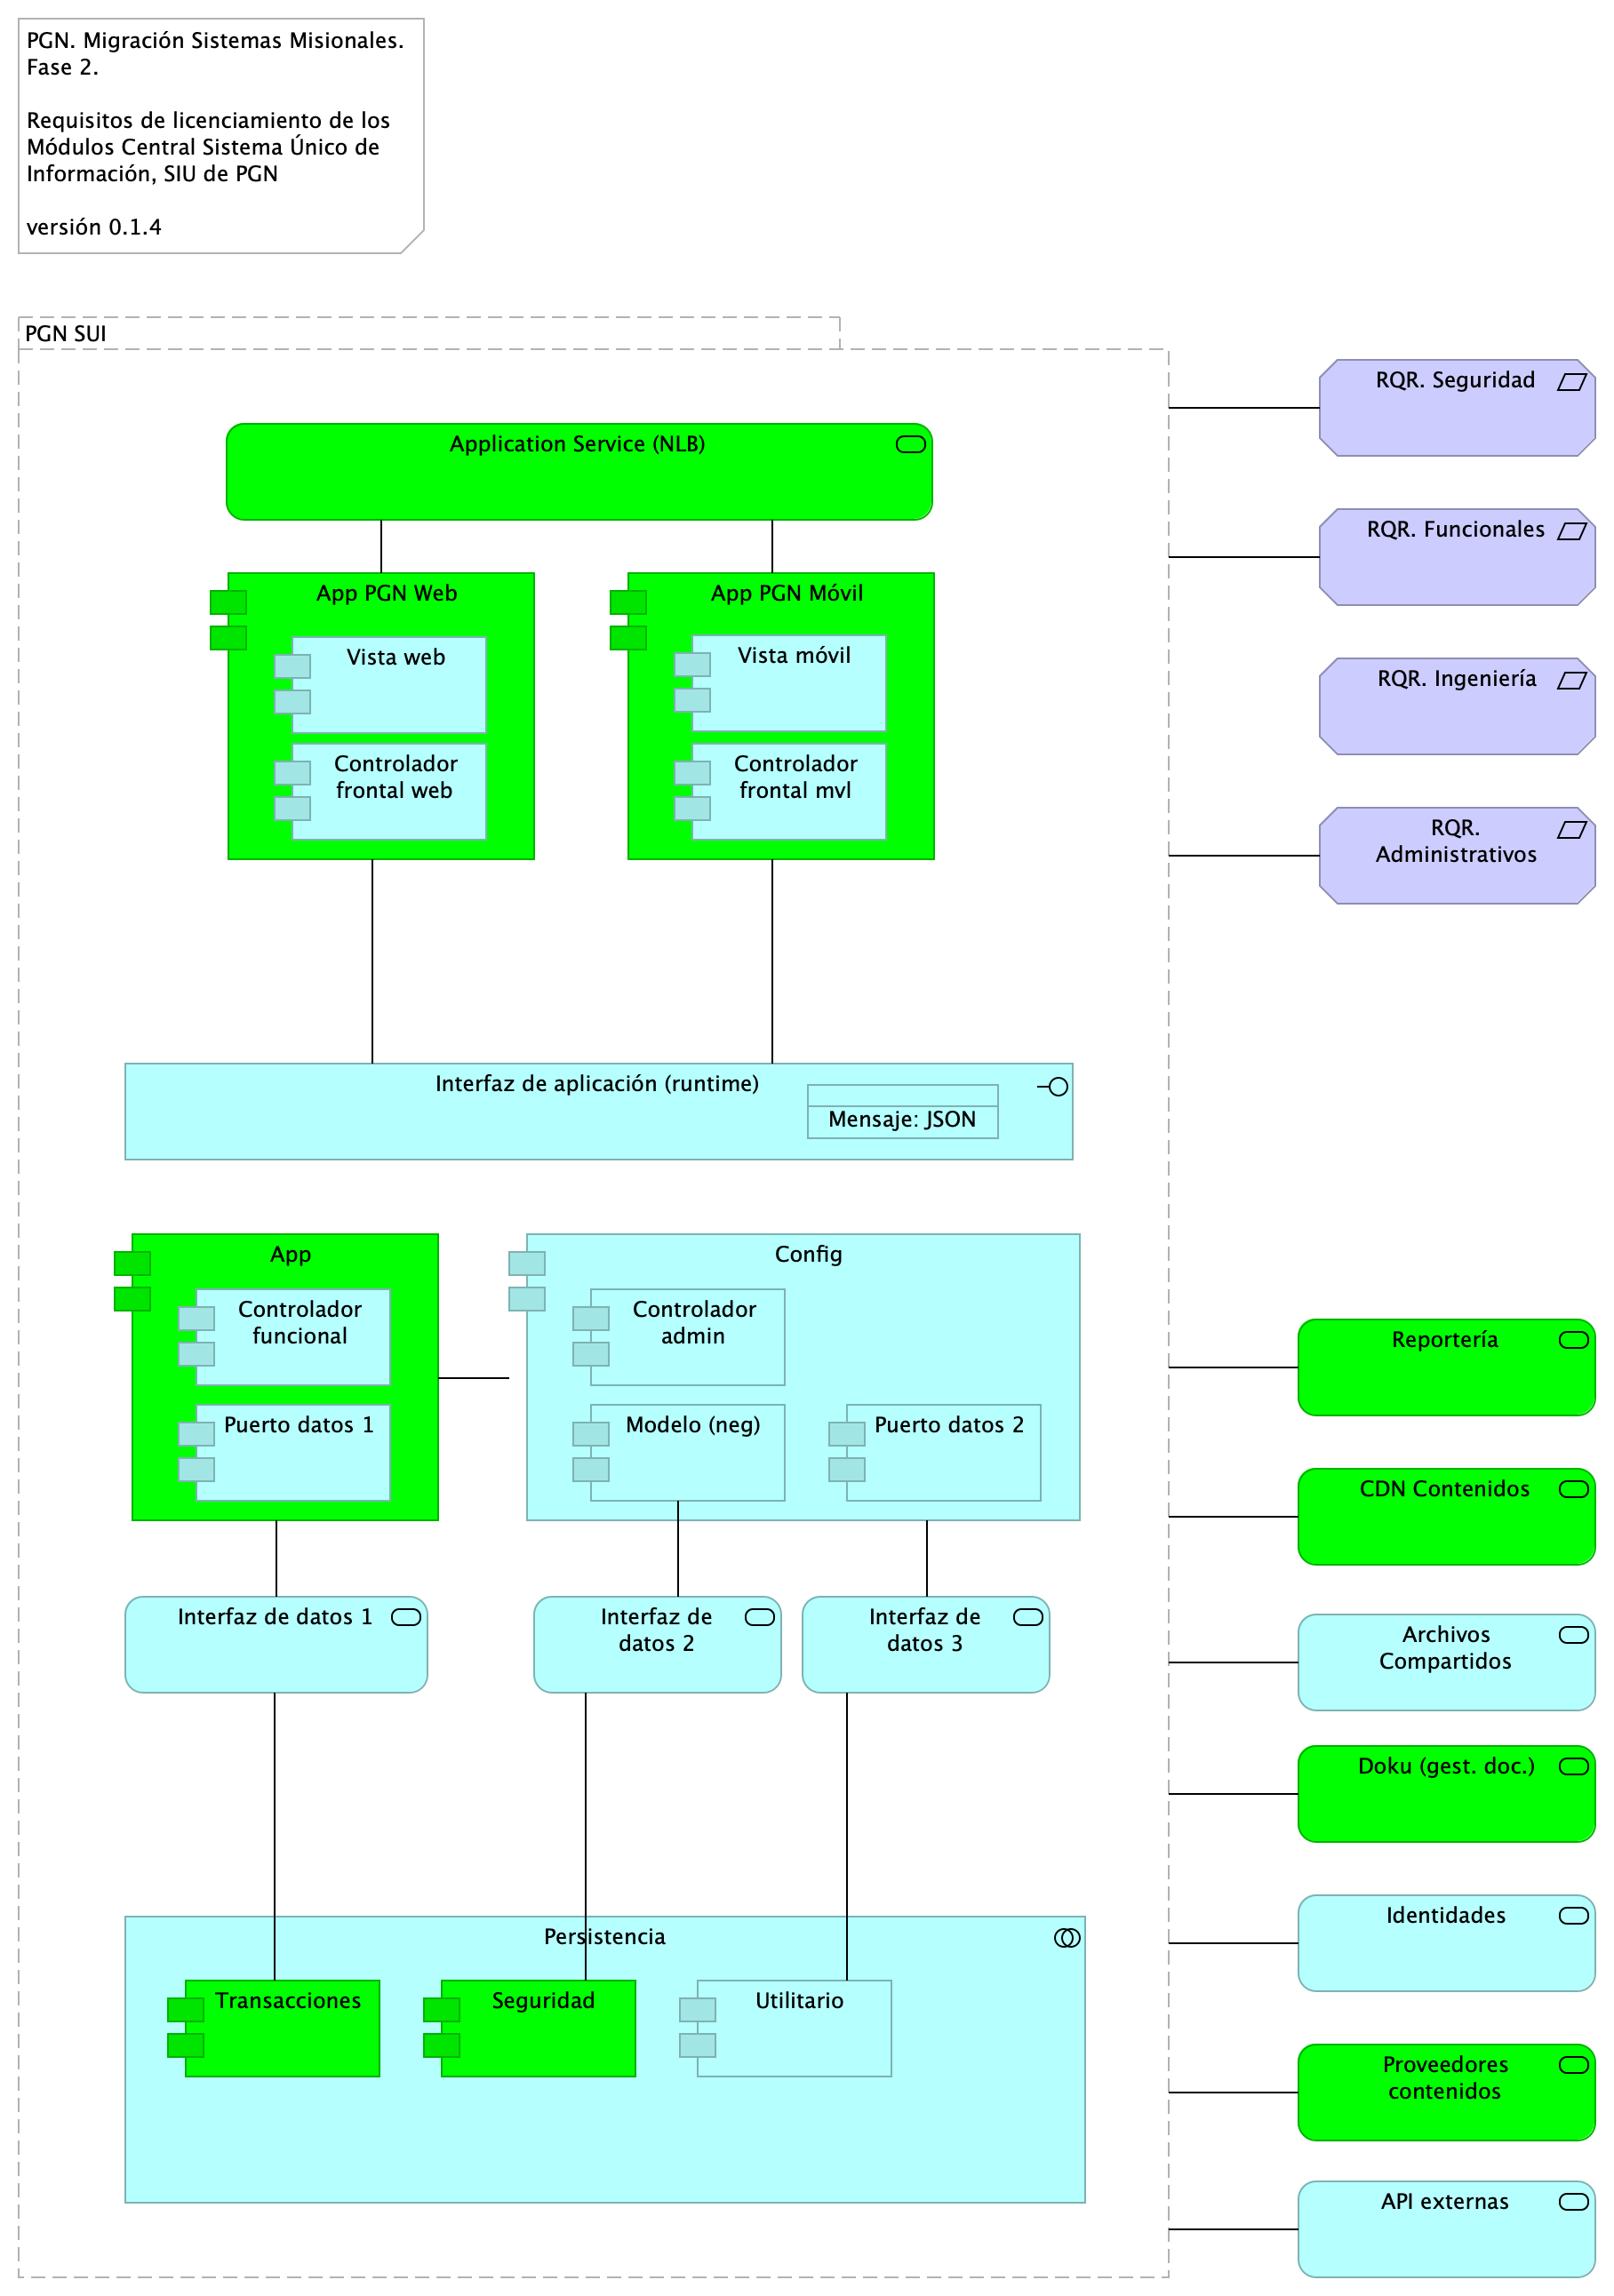 PGN. Migración Sistemas Misionales.
Fase 2.
Requisitos de licenciamiento de los
Módulos Central Sistema Único de
Información, SIU de PGN
versión 0.1.4
PGN SUI
Application Service (NLB)
App PGN Web
Vista web
Controlador
frontal web
App PGN Móvil
Vista móvil
Controlador
frontal mvl
Interfaz de aplicación (runtime)
Mensaje: JSON
App
Controlador
funcional
Puerto datos 1
Config
Controlador
admin
Modelo (neg)
Puerto datos 2
Interfaz de datos 1
Interfaz de
datos 2
Interfaz de
datos 3
Persistencia
Transacciones
Seguridad
Utilitario
RQR. Seguridad
RQR. Funcionales
RQR. Ingeniería
RQR.
Administrativos
Reportería
CDN Contenidos
Archivos
Compartidos
Doku (gest. doc.)
Identidades
Proveedores
contenidos
API externas